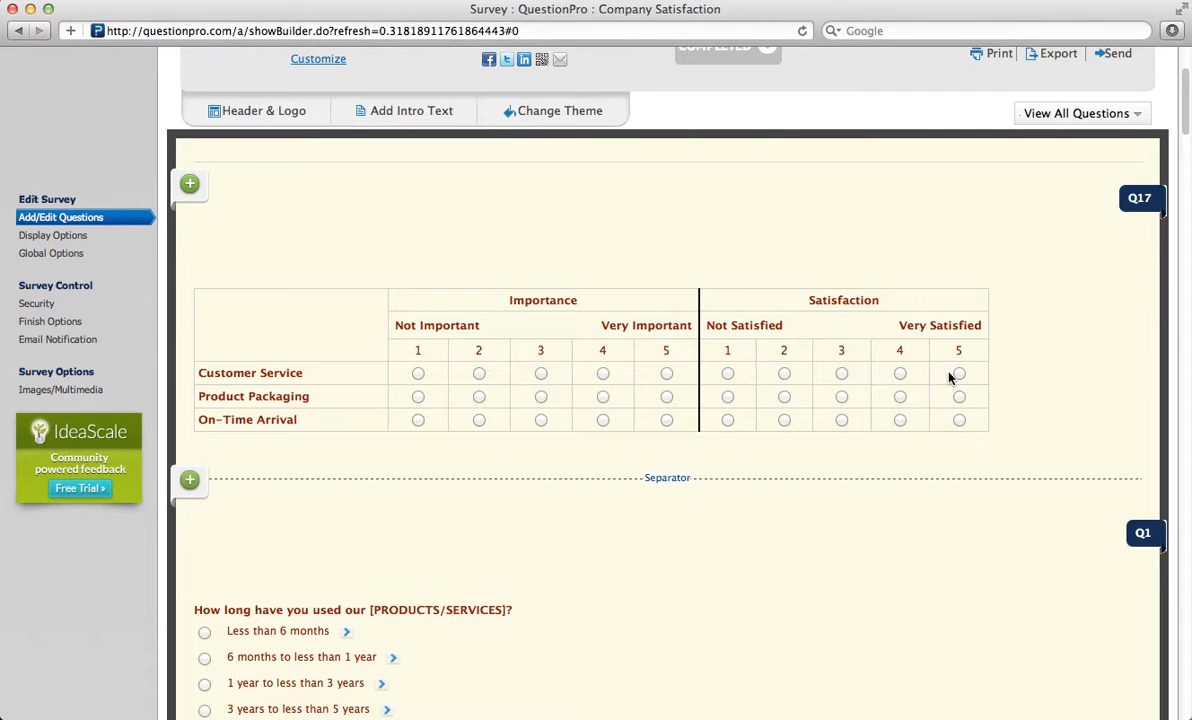 Survey : QuestionPro : Company Satisfaction
http://questionpro.com/a/showBuilder.do?refresh=0.31818911761864443#0
Google
Customize
COMPLETED
Print
Export
Send
Header & Logo
Add Intro Text
Change Theme
View All Questions
Edit Survey
Add/Edit Questions
Display Options
Global Options
Survey Control
Security
Finish Options
Email Notification
Survey Options
Images/Multimedia
IdeaScale
Community
powered feedback
Free Trial »
Q17
Importance Satisfaction
Not Important Very Important Not Satisfied Very Satisfied
1 2 3 4 5 1 2 3 4 5
Customer Service
Product Packaging
On-Time Arrival
Separator
Q1
How long have you used our [PRODUCTS/SERVICES]?
Less than 6 months
6 months to less than 1 year
1 year to less than 3 years
3 years to less than 5 years